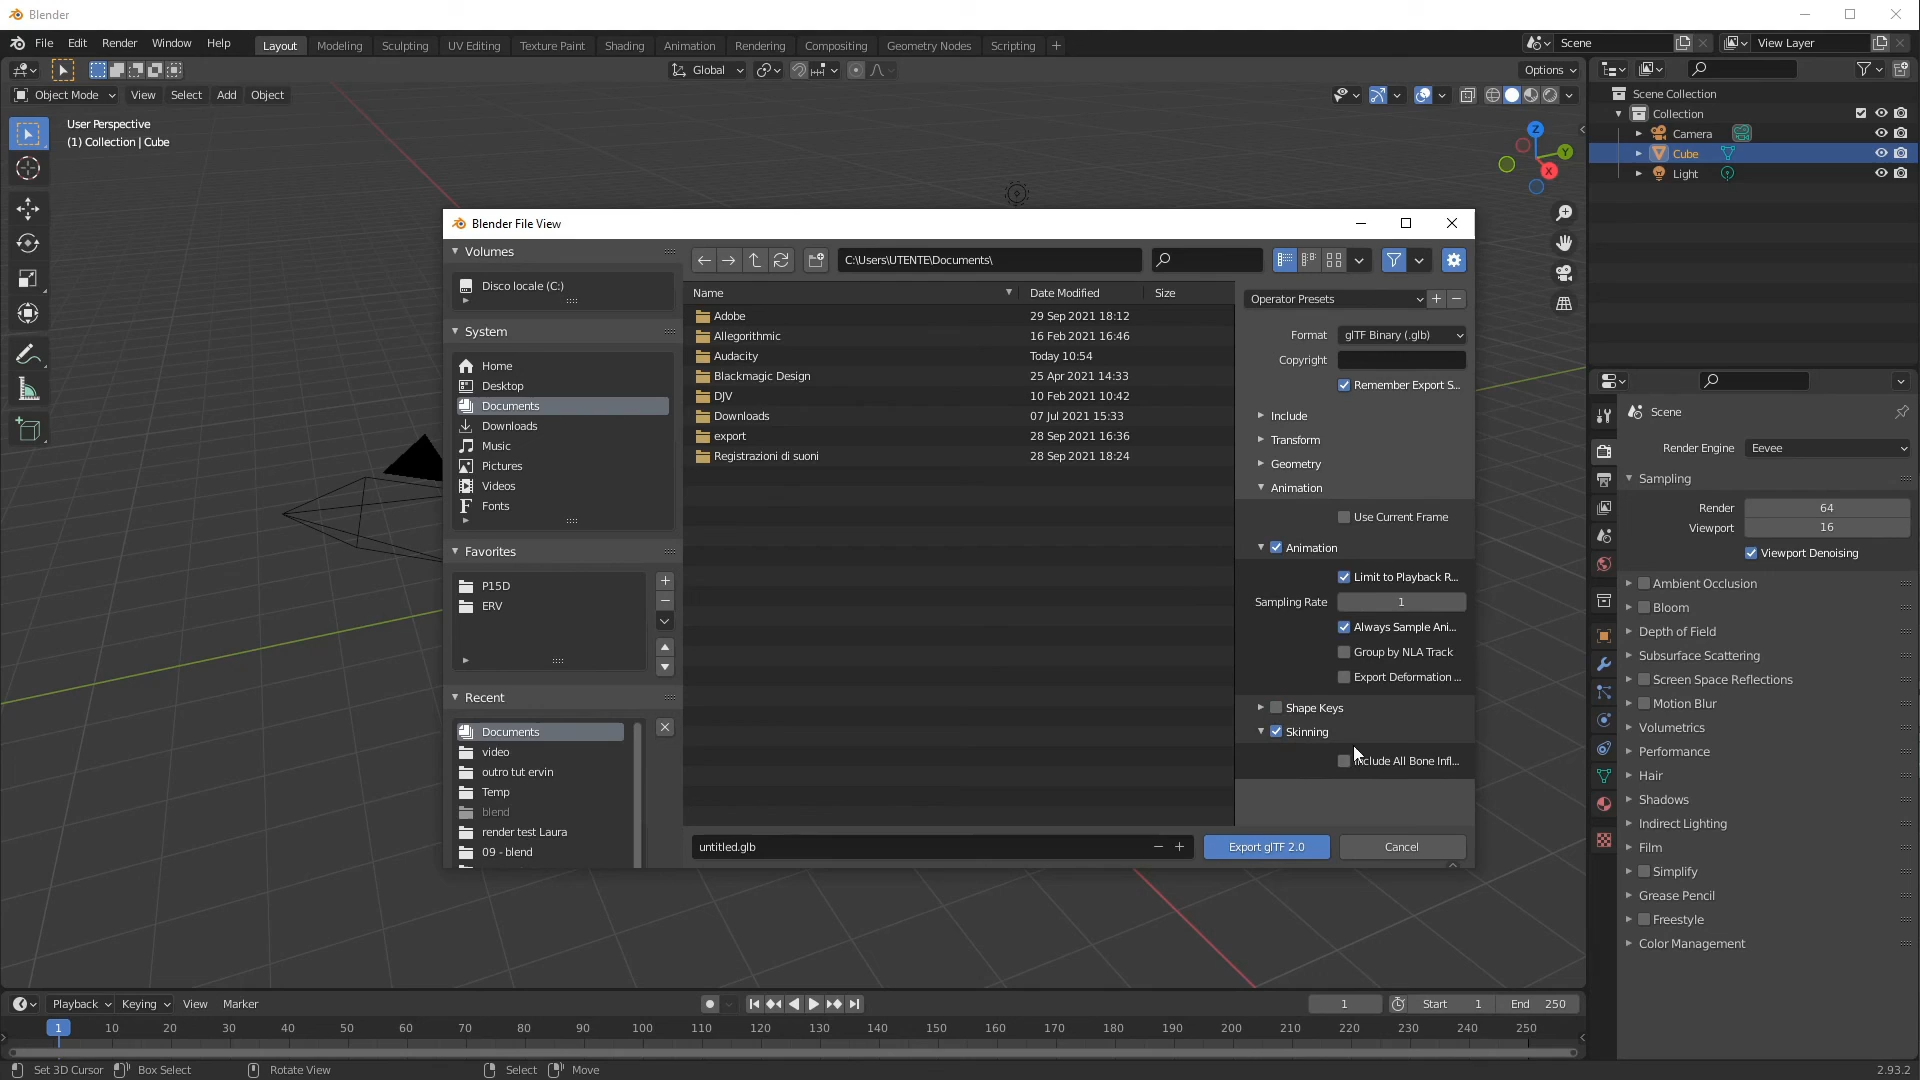 Blender
File Edit Render Window Help
Layout Modeling Sculpting UV Editing Texture Paint Shading Animation Rendering Compositing Geometry Nodes Scripting +
Scene
View Layer
Global
Options
Object Mode View Select Add Object
User Perspective
(1) Collection | Cube
Z
Y
X
Scene Collection
Collection
Camera
Cube
Light
Blender File View
Volumes
Disco locale (C:)
System
Home
Desktop
Documents
Downloads
Music
Pictures
Videos
Fonts
Favorites
P15D
ERV
Recent
Documents
video
outro tut ervin
Temp
blend
render test Laura
09 - blend
C:\Users\UTENTE\Documents\
Name Date Modified Size
Adobe 29 Sep 2021 18:12
Allegorithmic 16 Feb 2021 16:46
Audacity Today 10:54
Blackmagic Design 25 Apr 2021 14:33
DJV 10 Feb 2021 10:42
Downloads 07 Jul 2021 15:33
export 28 Sep 2021 16:36
Registrazioni di suoni 28 Sep 2021 18:24
Operator Presets
Format glTF Binary (.glb)
Copyright
Remember Export S...
Include
Transform
Geometry
Animation
Use Current Frame
Animation
Limit to Playback R...
Sampling Rate 1
Always Sample Ani...
Group by NLA Track
Export Deformation ...
Shape Keys
Skinning
Include All Bone Infl...
untitled.glb
Export glTF 2.0
Cancel
Scene
Render Engine Eevee
Sampling
Render 64
Viewport 16
Viewport Denoising
Ambient Occlusion
Bloom
Depth of Field
Subsurface Scattering
Screen Space Reflections
Motion Blur
Volumetrics
Performance
Hair
Shadows
Indirect Lighting
Film
Simplify
Grease Pencil
Freestyle
Color Management
Playback Keying View Marker
1
Start 1 End 250
1 10 20 30 40 50 60 70 80 90 100 110 120 130 140 150 160 170 180 190 200 210 220 230 240 250
Set 3D Cursor Box Select Rotate View Select Move
2.93.2